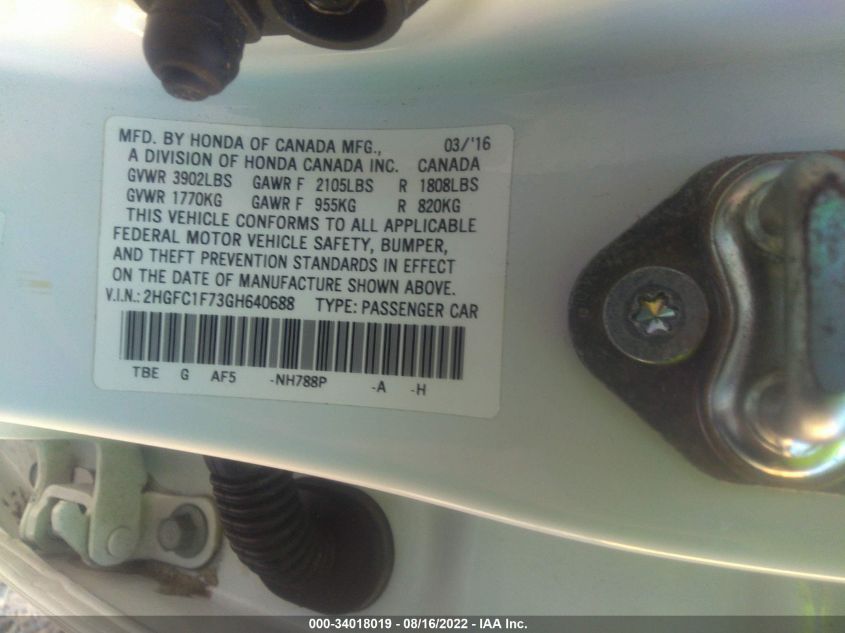 MFD. BY HONDA OF CANADA MFG., 03/'16
A DIVISION OF HONDA CANADA INC. CANADA
GVWR 3902LBS GAWR F 2105LBS R 1808LBS
GVWR 1770KG GAWR F 955KG R 820KG
THIS VEHICLE CONFORMS TO ALL APPLICABLE
FEDERAL MOTOR VEHICLE SAFETY, BUMPER,
AND THEFT PREVENTION STANDARDS IN EFFECT
ON THE DATE OF MANUFACTURE SHOWN ABOVE.
V.I.N.: 2HGFC1F73GH640688 TYPE: PASSENGER CAR
TBE G AF5 -NH788P -A -H
000-34018019 - 08/16/2022 - IAA Inc.